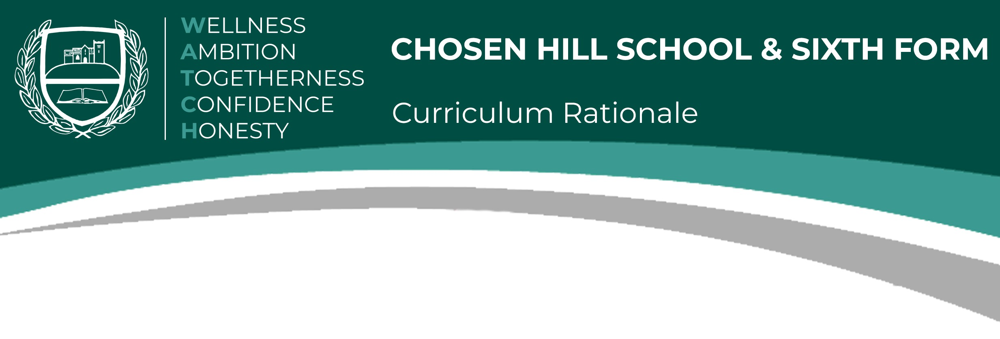 WELLNESS
AMBITION
TOGETHERNESS
CONFIDENCE
HONESTY
CHOSEN HILL SCHOOL & SIXTH FORM
Curriculum Rationale